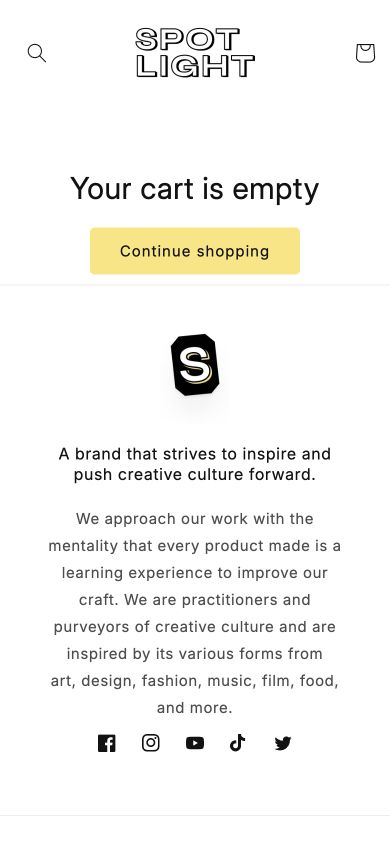 SPOT
LIGHT
Your cart is empty
Continue shopping
S
A brand that strives to inspire and
push creative culture forward.
We approach our work with the
mentality that every product made is a
learning experience to improve our
craft. We are practitioners and
purveyors of creative culture and are
inspired by its various forms from
art, design, fashion, music, film, food,
and more.